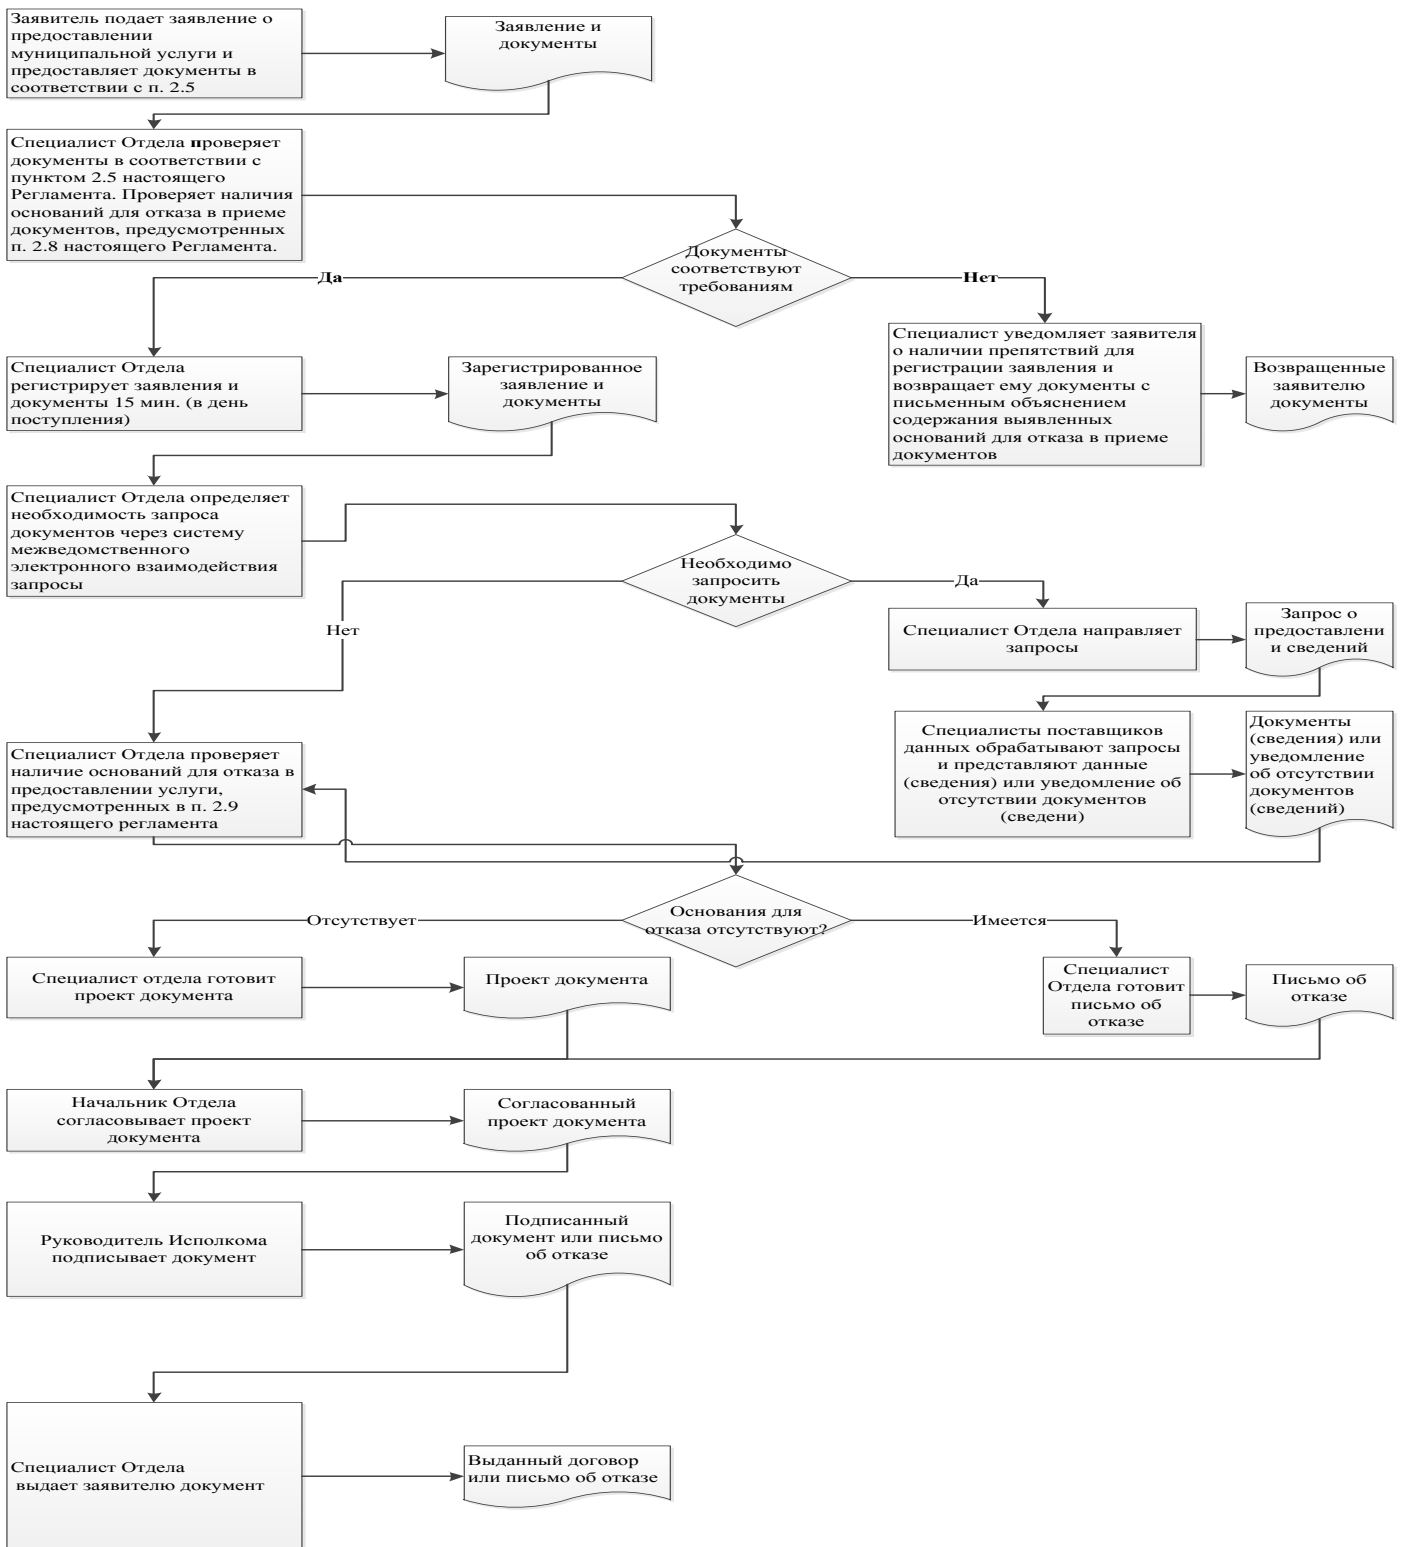 Заявитель подает заявление о
предоставлении
муниципальной услуги и
предоставляет документы в
соответствии с п. 2.5
Заявление и
документы
Специалист Отдела проверяет
документы в соответствии с
пунктом 2.5 настоящего
Регламента. Проверяет наличия
оснований для отказа в приеме
документов, предусмотренных
п. 2.8 настоящего Регламента.
Документы
соответствуют
требованиям
Да
Нет
Специалист Отдела
регистрирует заявления и
документы 15 мин. (в день
поступления)
Зарегистрированное
заявление и
документы
Специалист уведомляет заявителя
о наличии препятствий для
регистрации заявления и
возвращает ему документы с
письменным объяснением
содержания выявленных
оснований для отказа в приеме
документов
Возвращенные
заявителю
документы
Специалист Отдела определяет
необходимость запроса
документов через систему
межведомственного
электронного взаимодействия
запросы
Необходимо
запросить
документы
Да
Нет
Специалист Отдела направляет
запросы
Запрос о
предоставлени
и сведений
Специалисты поставщиков
данных обрабатывают запросы
и представляют данные
(сведения) или уведомление об
отсутствии документов
(сведени)
Документы
(сведения) или
уведомление
об отсутствии
документов
(сведений)
Специалист Отдела проверяет
наличие оснований для отказа в
предоставлении услуги,
предусмотренных в п. 2.9
настоящего регламента
Основания для
отказа отсутствуют?
Отсутствует
Имеется
Специалист отдела готовит
проект документа
Проект документа
Специалист
Отдела готовит
письмо об
отказе
Письмо об
отказе
Начальник Отдела
согласовывает проект
документа
Согласованный
проект документа
Руководитель Исполкома
подписывает документ
Подписанный
документ или письмо
об отказе
Специалист Отдела
выдает заявителю документ
Выданный договор
или письмо об отказе